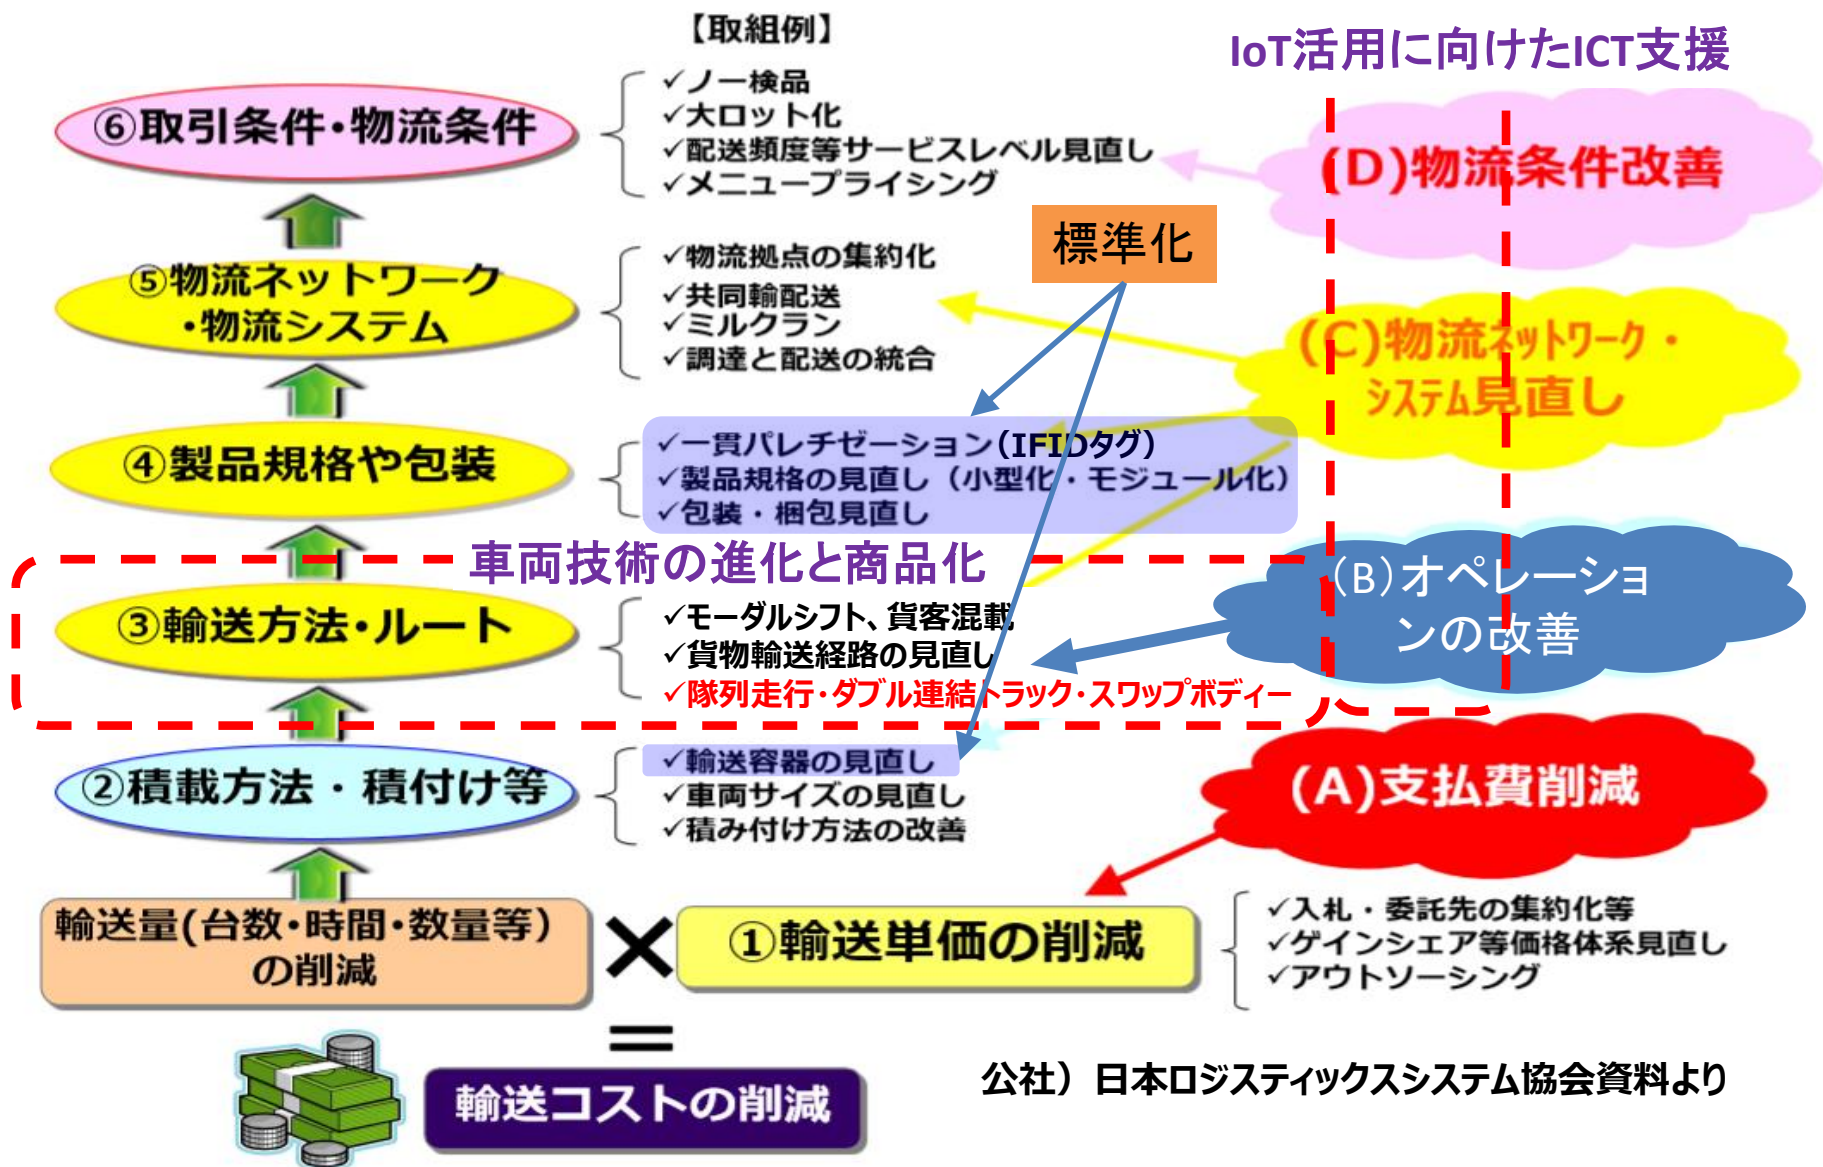 【取組例】
IoT活用に向けたICT支援
⑥取引条件・物流条件
✓ノー検品
✓大ロット化
✓配送頻度等サービスレベル見直し
✓メニュープライシング
(D)物流条件改善
標準化
⑤物流ネットワーク
・物流システム
✓物流拠点の集約化
✓共同輸配送
✓ミルクラン
✓調達と配送の統合
(C)物流ネットワーク・
システム見直し
④製品規格や包装
✓一貫パレチゼーション(IFIDタグ)
✓製品規格の見直し（小型化・モジュール化）
✓包装・梱包見直し
車両技術の進化と商品化
③輸送方法・ルート
✓モーダルシフト、貨客混載
✓貨物輸送経路の見直し
✓隊列走行・ダブル連結トラック・スワップボディー
(B)オペレーショ
ンの改善
②積載方法・積付け等
✓輸送容器の見直し
✓車両サイズの見直し
✓積み付け方法の改善
(A)支払費削減
輸送量(台数・時間・数量等)
の削減
×
①輸送単価の削減
✓入札・委託先の集約化等
✓ゲインシェア等価格体系見直し
✓アウトソーシング
＝
輸送コストの削減
公社）日本ロジスティックスシステム協会資料より